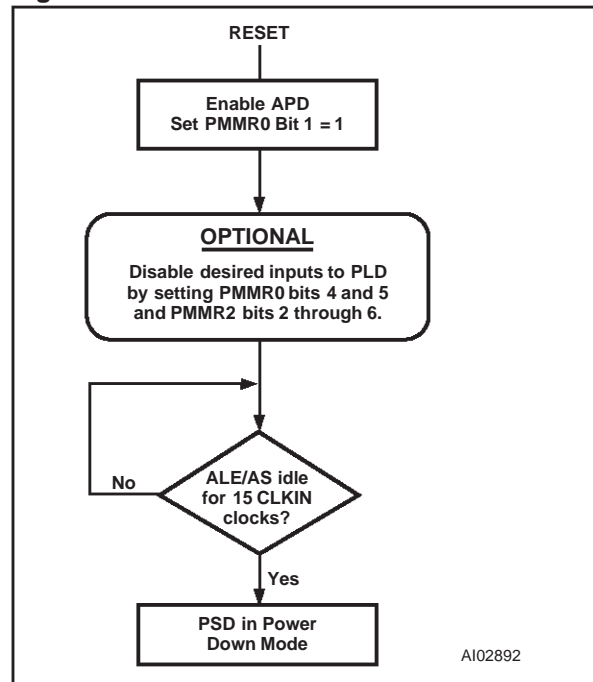 RESET
Enable APD
Set PMMR0 Bit 1 = 1
OPTIONAL
Disable desired inputs to PLD
by setting PMMR0 bits 4 and 5
and PMMR2 bits 2 through 6.
No
ALE/AS idle
for 15 CLKIN
clocks?
Yes
PSD in Power
Down Mode
AI02892